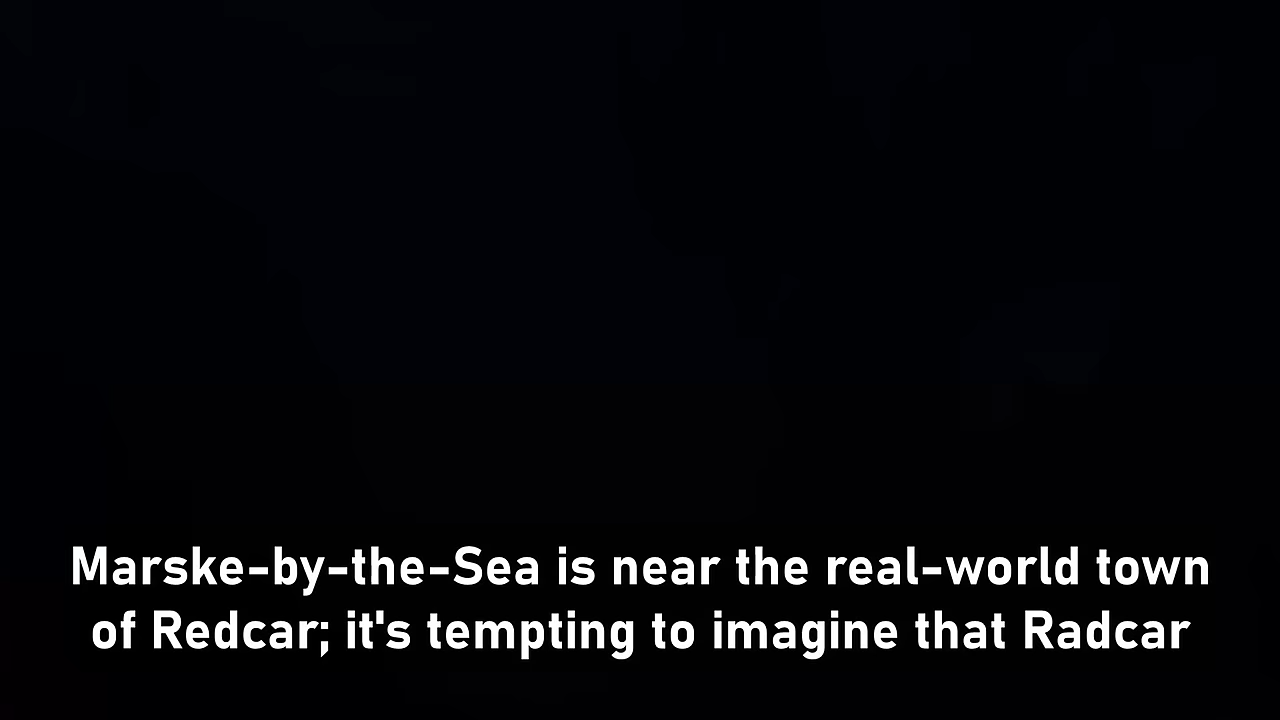 Marske-by-the-Sea is near the real-world town
of Redcar; it's tempting to imagine that Radcar